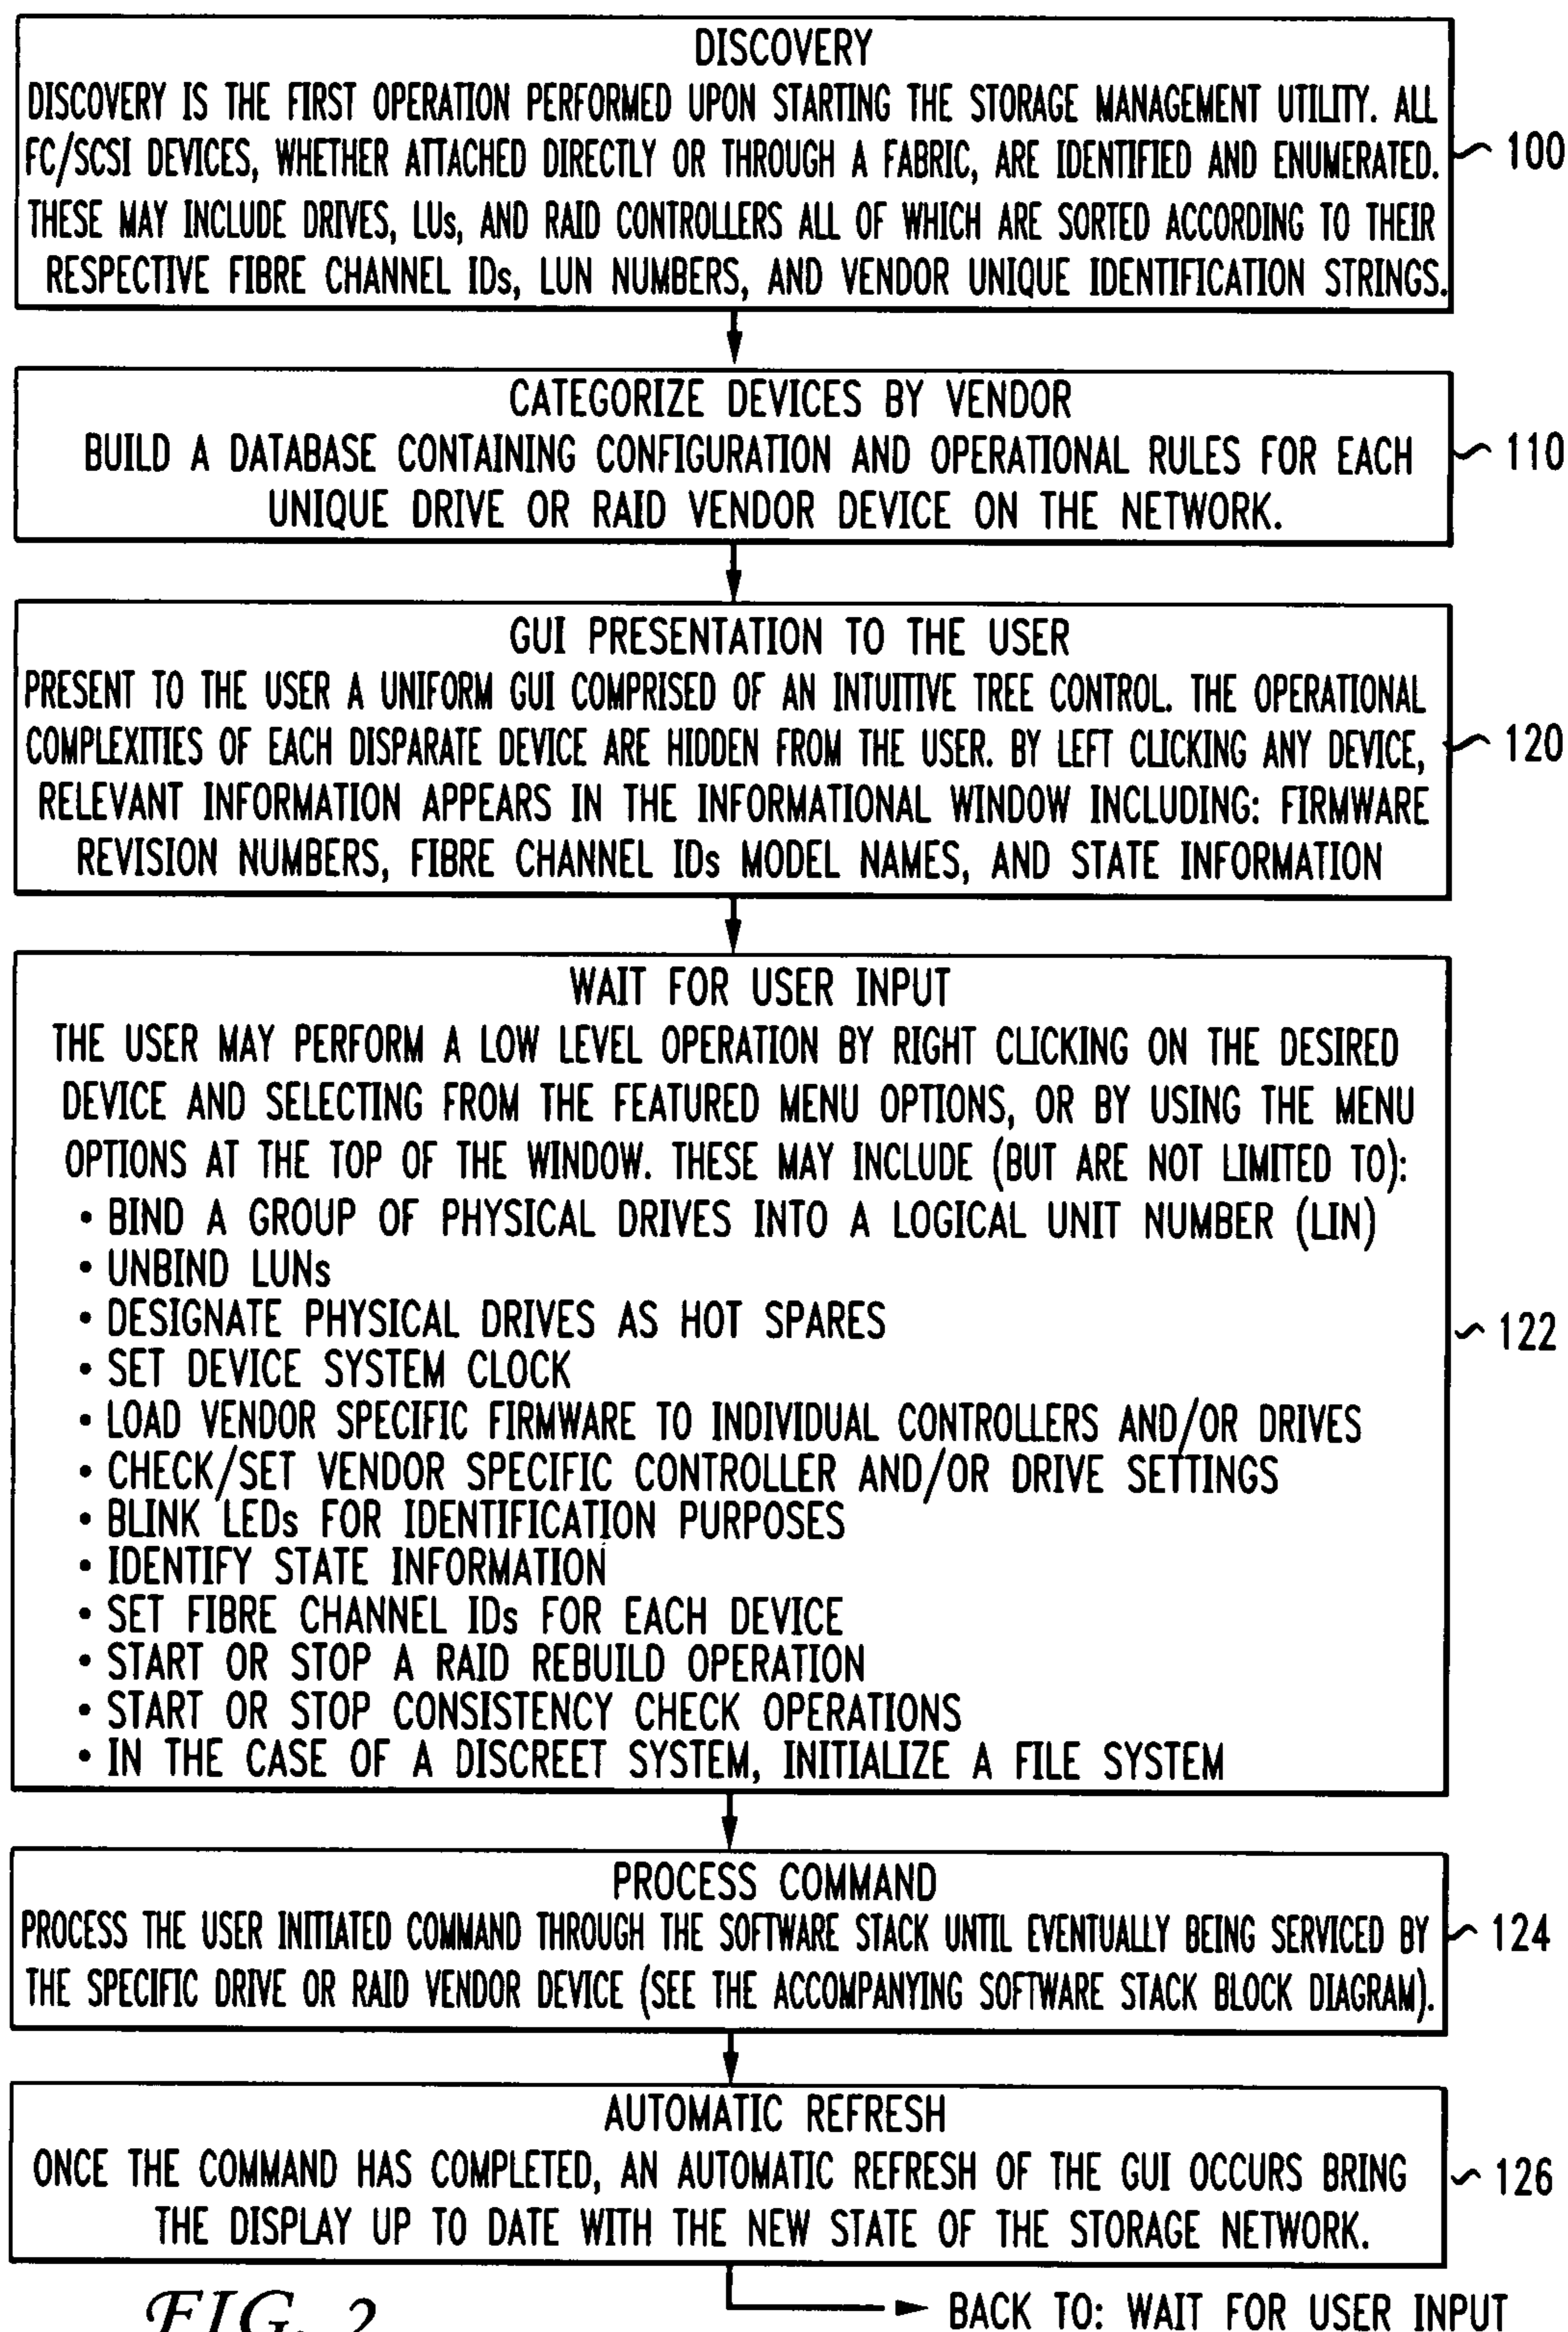 DISCOVERY
DISCOVERY IS THE FIRST OPERATION PERFORMED UPON STARTING THE STORAGE MANAGEMENT UTILITY. ALL
FC/SCSI DEVICES, WHETHER ATTACHED DIRECTLY OR THROUGH A FABRIC, ARE IDENTIFIED AND ENUMERATED.
THESE MAY INCLUDE DRIVES, LUs, AND RAID CONTROLLERS ALL OF WHICH ARE SORTED ACCORDING TO THEIR
RESPECTIVE FIBRE CHANNEL IDs, LUN NUMBERS, AND VENDOR UNIQUE IDENTIFICATION STRINGS.
100
CATEGORIZE DEVICES BY VENDOR
BUILD A DATABASE CONTAINING CONFIGURATION AND OPERATIONAL RULES FOR EACH
UNIQUE DRIVE OR RAID VENDOR DEVICE ON THE NETWORK.
110
GUI PRESENTATION TO THE USER
PRESENT TO THE USER A UNIFORM GUI COMPRISED OF AN INTUITIVE TREE CONTROL. THE OPERATIONAL
COMPLEXITIES OF EACH DISPARATE DEVICE ARE HIDDEN FROM THE USER. BY LEFT CLICKING ANY DEVICE,
RELEVANT INFORMATION APPEARS IN THE INFORMATIONAL WINDOW INCLUDING: FIRMWARE
REVISION NUMBERS, FIBRE CHANNEL IDs MODEL NAMES, AND STATE INFORMATION
120
WAIT FOR USER INPUT
THE USER MAY PERFORM A LOW LEVEL OPERATION BY RIGHT CLICKING ON THE DESIRED
DEVICE AND SELECTING FROM THE FEATURED MENU OPTIONS, OR BY USING THE MENU
OPTIONS AT THE TOP OF THE WINDOW. THESE MAY INCLUDE (BUT ARE NOT LIMITED TO):
• BIND A GROUP OF PHYSICAL DRIVES INTO A LOGICAL UNIT NUMBER (LIN)
• UNBIND LUNs
• DESIGNATE PHYSICAL DRIVES AS HOT SPARES
• SET DEVICE SYSTEM CLOCK
• LOAD VENDOR SPECIFIC FIRMWARE TO INDIVIDUAL CONTROLLERS AND/OR DRIVES
• CHECK/SET VENDOR SPECIFIC CONTROLLER AND/OR DRIVE SETTINGS
• BLINK LEDs FOR IDENTIFICATION PURPOSES
• IDENTIFY STATE INFORMATION
• SET FIBRE CHANNEL IDs FOR EACH DEVICE
• START OR STOP A RAID REBUILD OPERATION
• START OR STOP CONSISTENCY CHECK OPERATIONS
• IN THE CASE OF A DISCREET SYSTEM, INITIALIZE A FILE SYSTEM
122
PROCESS COMMAND
PROCESS THE USER INITIATED COMMAND THROUGH THE SOFTWARE STACK UNTIL EVENTUALLY BEING SERVICED BY
THE SPECIFIC DRIVE OR RAID VENDOR DEVICE (SEE THE ACCOMPANYING SOFTWARE STACK BLOCK DIAGRAM).
124
AUTOMATIC REFRESH
ONCE THE COMMAND HAS COMPLETED, AN AUTOMATIC REFRESH OF THE GUI OCCURS BRING
THE DISPLAY UP TO DATE WITH THE NEW STATE OF THE STORAGE NETWORK.
126
BACK TO: WAIT FOR USER INPUT
FIG. 2